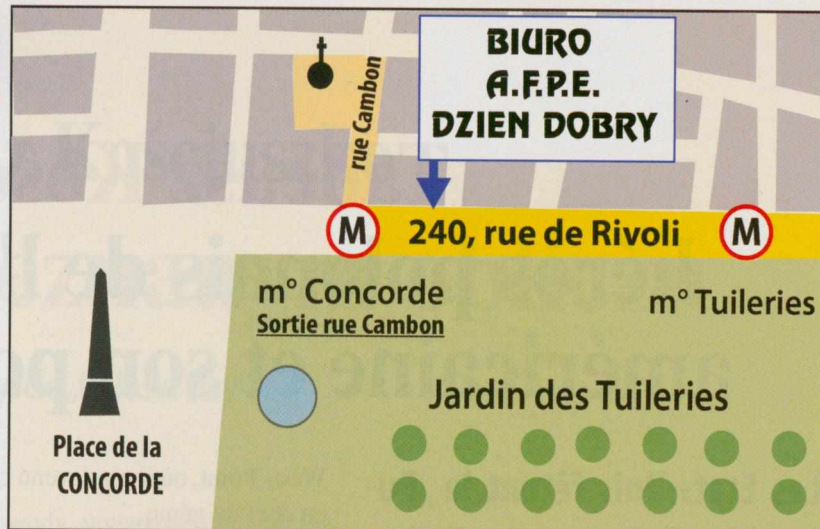 BIURO
A.F.P.E.
DZIEN DOBRY
rue Cambon
M 240, rue de Rivoli M
m° Concorde
Sortie rue Cambon
m° Tuileries
Jardin des Tuileries
Place de la
CONCORDE